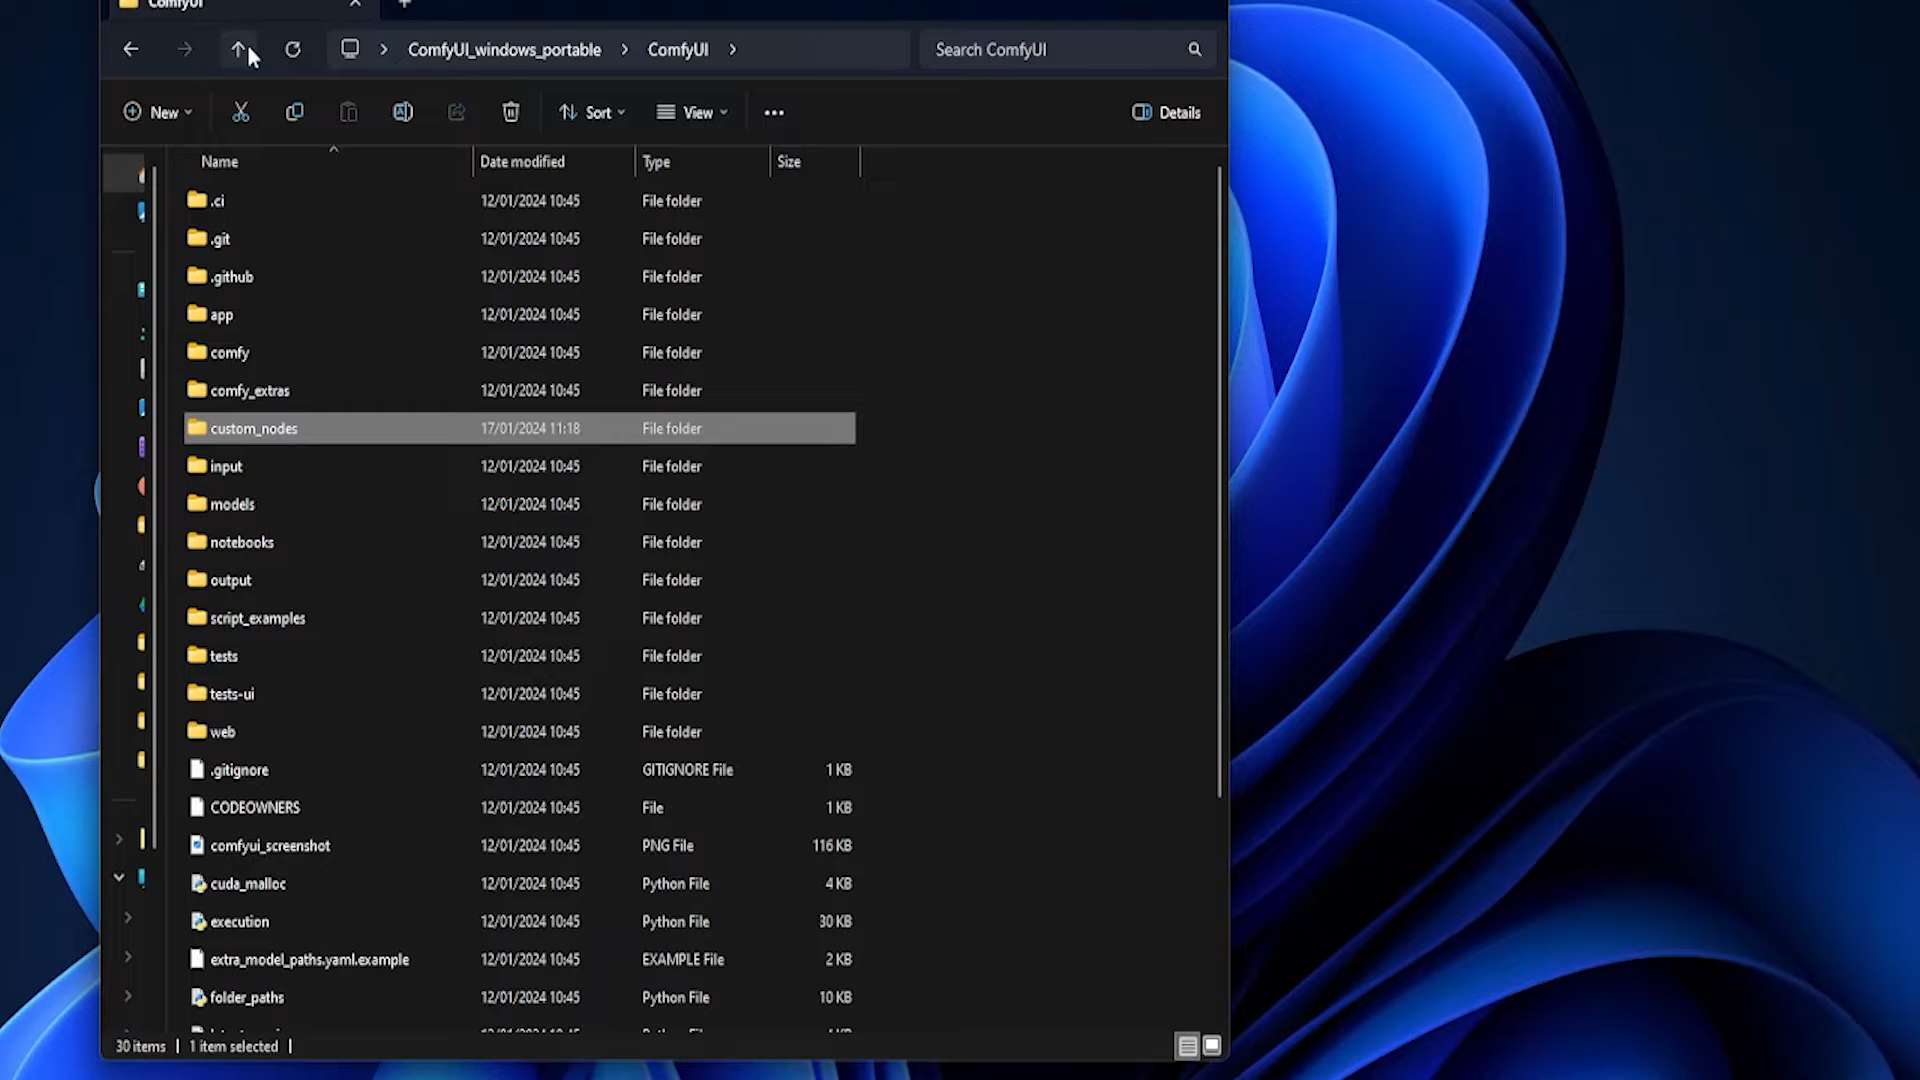 ComfyUI
ComfyUI_windows_portable
ComfyUI
Search ComfyUI
New
Sort
View
Details
Name Date modified Type Size
.ci 12/01/2024 10:45 File folder
.git 12/01/2024 10:45 File folder
.github 12/01/2024 10:45 File folder
app 12/01/2024 10:45 File folder
comfy 12/01/2024 10:45 File folder
comfy_extras 12/01/2024 10:45 File folder
custom_nodes 17/01/2024 11:18 File folder
input 12/01/2024 10:45 File folder
models 12/01/2024 10:45 File folder
notebooks 12/01/2024 10:45 File folder
output 12/01/2024 10:45 File folder
script_examples 12/01/2024 10:45 File folder
tests 12/01/2024 10:45 File folder
tests-ui 12/01/2024 10:45 File folder
web 12/01/2024 10:45 File folder
.gitignore 12/01/2024 10:45 GITIGNORE File 1 KB
CODEOWNERS 12/01/2024 10:45 File 1 KB
comfyui_screenshot 12/01/2024 10:45 PNG File 116 KB
cuda_malloc 12/01/2024 10:45 Python File 4 KB
execution 12/01/2024 10:45 Python File 30 KB
extra_model_paths.yaml.example 12/01/2024 10:45 EXAMPLE File 2 KB
folder_paths 12/01/2024 10:45 Python File 10 KB
30 items
1 item selected